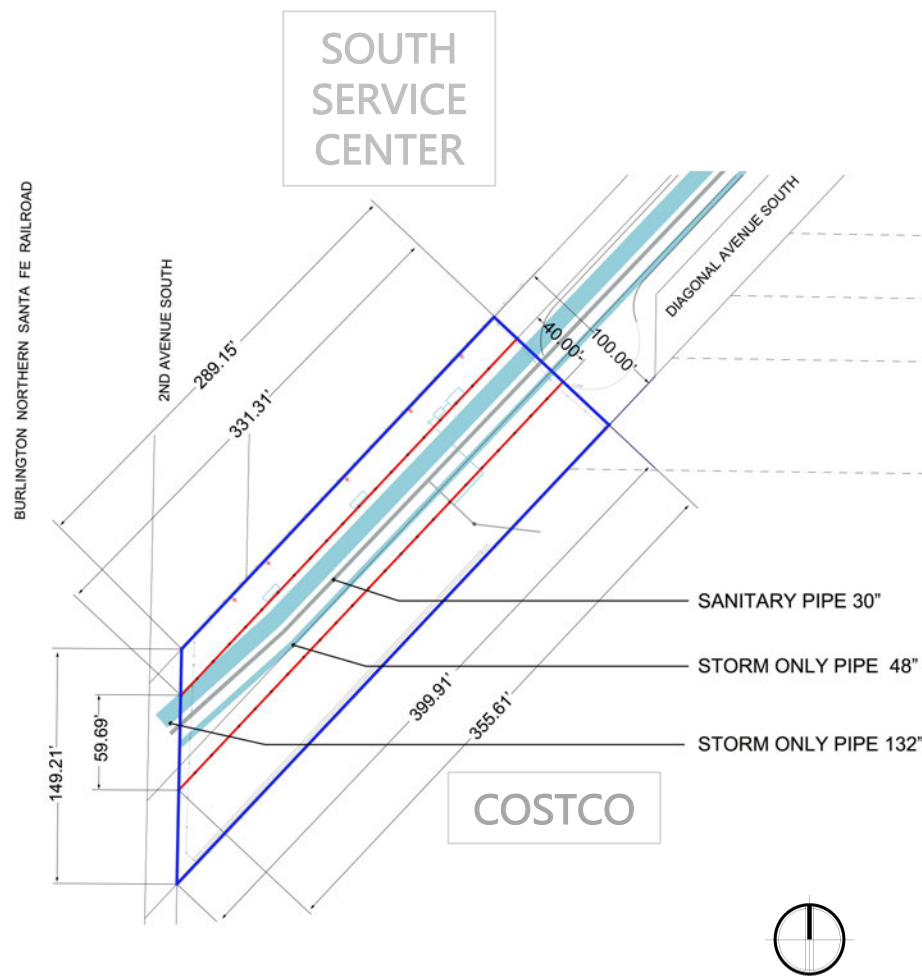 SOUTH
SERVICE
CENTER
BURLINGTON NORTHERN SANTA FE RAILROAD
2ND AVENUE SOUTH
DIAGONAL AVENUE SOUTH
289.15'
331.31'
40.00'
100.00'
SANITARY PIPE 30"
STORM ONLY PIPE 48"
STORM ONLY PIPE 132"
399.91'
355.61'
59.69'
149.21'
COSTCO